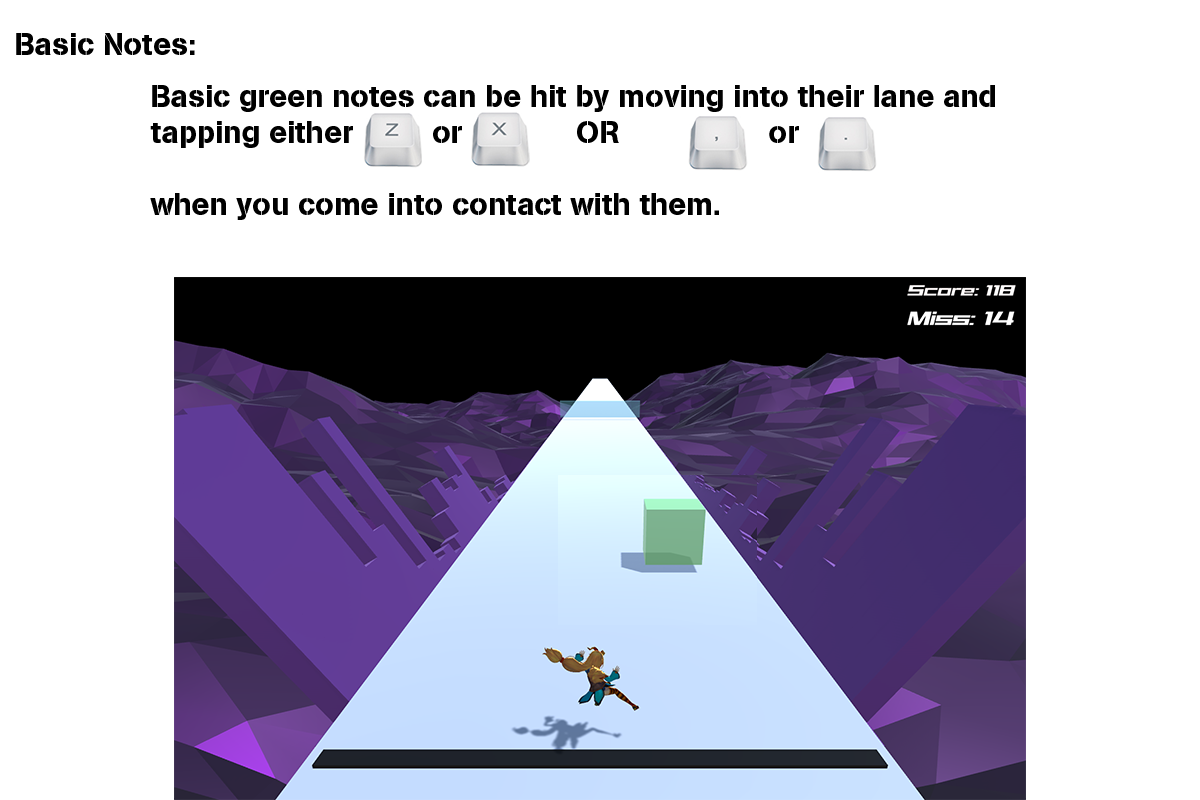 Basic Notes:
Basic green notes can be hit by moving into their lane and
tapping either Z or X OR , or .
when you come into contact with them.
Score: 118
Miss: 14